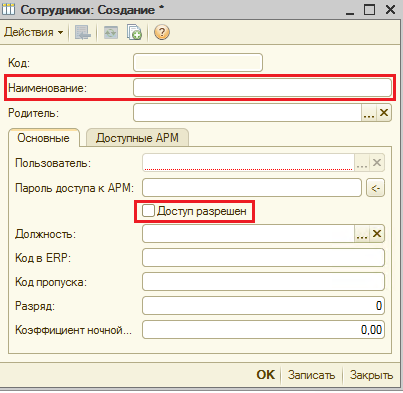 Сотрудники: Создание *
Действия
Код:
Наименование:
Родитель:
Основные Доступные АРМ
Пользователь:
Пароль доступа к АРМ:
Доступ разрешен
Должность:
Код в ERP:
Код пропуска:
Разряд: 0
Коэффициент ночной... 0,00
OK Записать Закрыть